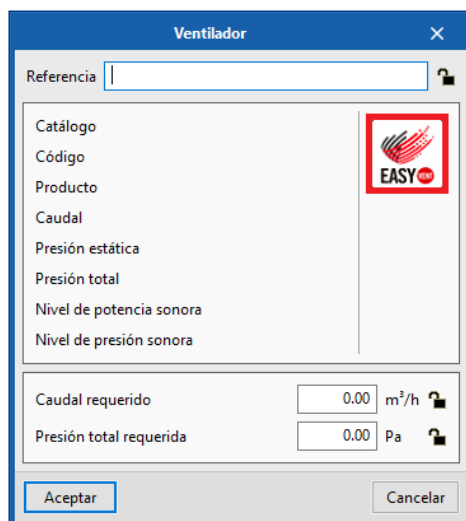 Ventilador
Referencia
Catálogo
Código
Producto
Caudal
Presión estática
Presión total
Nivel de potencia sonora
Nivel de presión sonora
EASY VENT
Caudal requerido 0.00 m³/h
Presión total requerida 0.00 Pa
Aceptar Cancelar